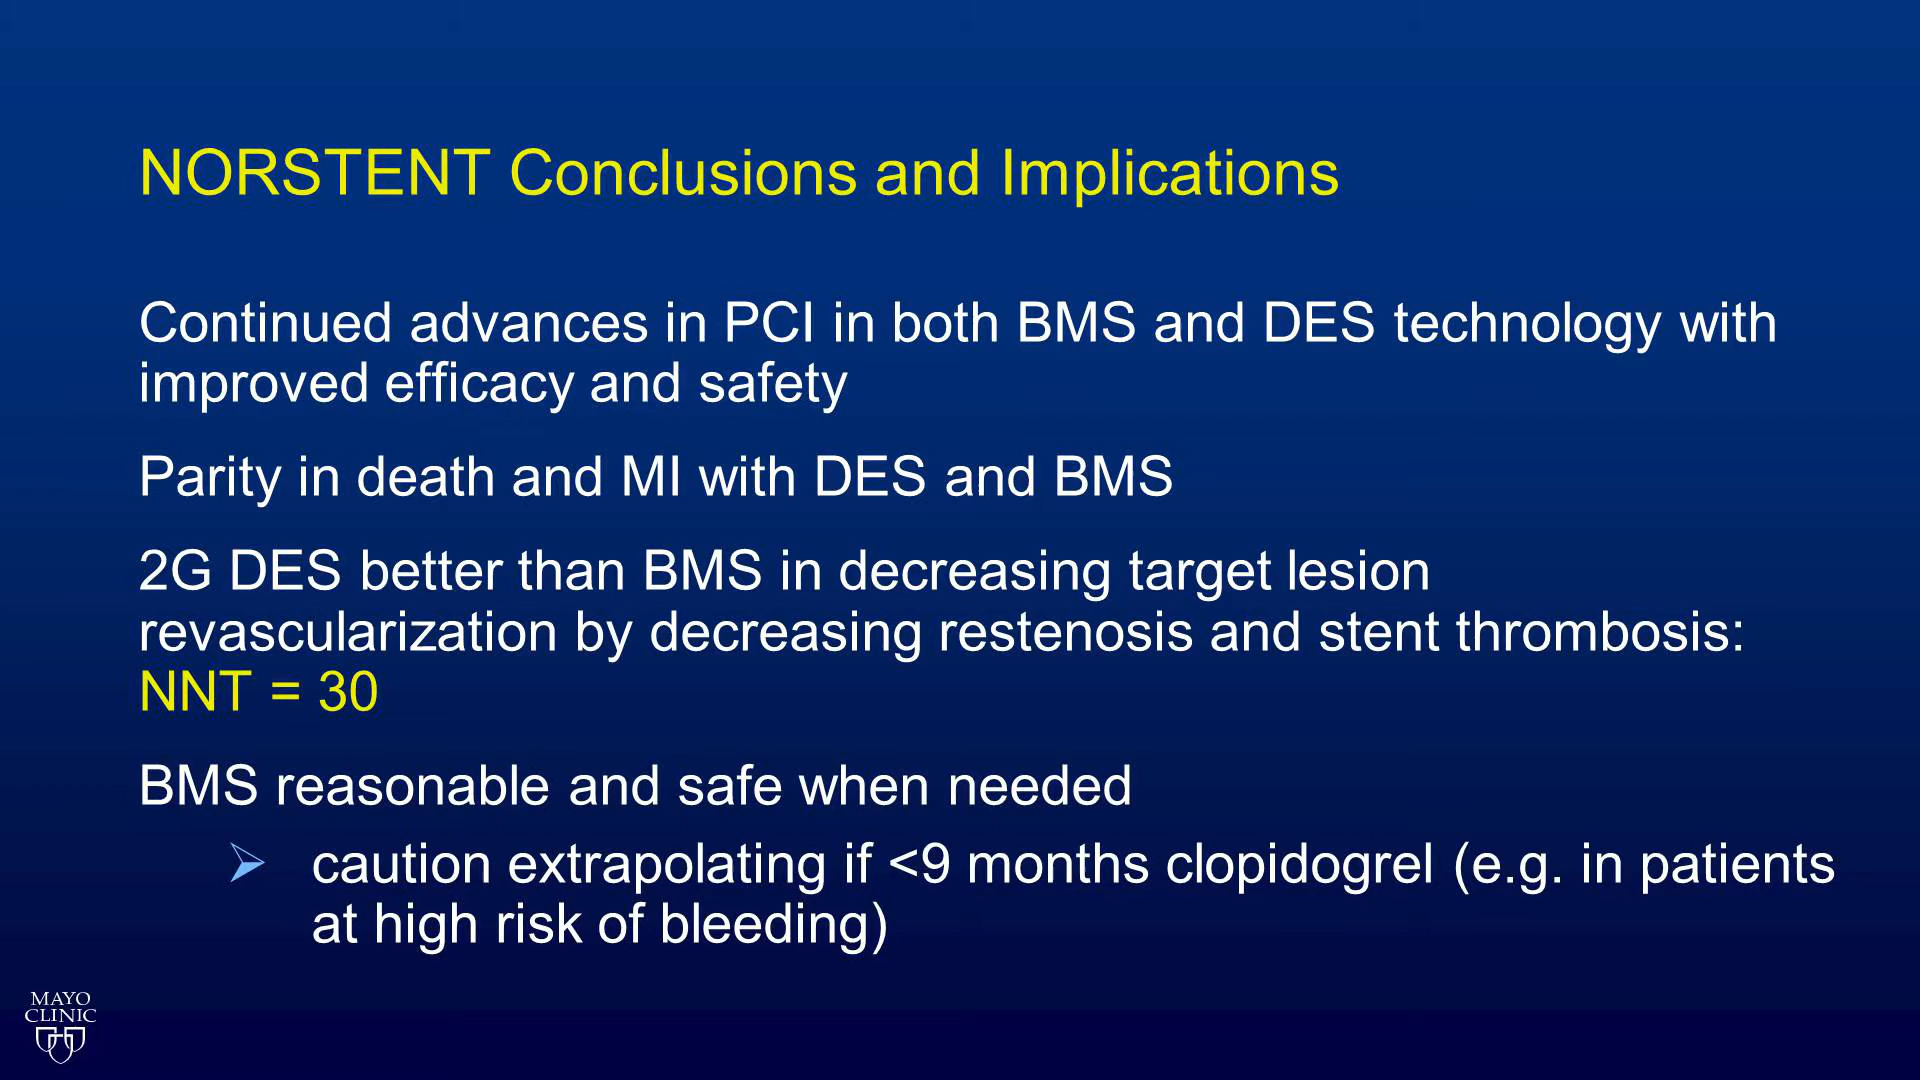 NORSTENT Conclusions and Implications
Continued advances in PCI in both BMS and DES technology with
improved efficacy and safety
Parity in death and MI with DES and BMS
2G DES better than BMS in decreasing target lesion
revascularization by decreasing restenosis and stent thrombosis:
NNT = 30
BMS reasonable and safe when needed
caution extrapolating if <9 months clopidogrel (e.g. in patients
at high risk of bleeding)
MAYO
CLINIC